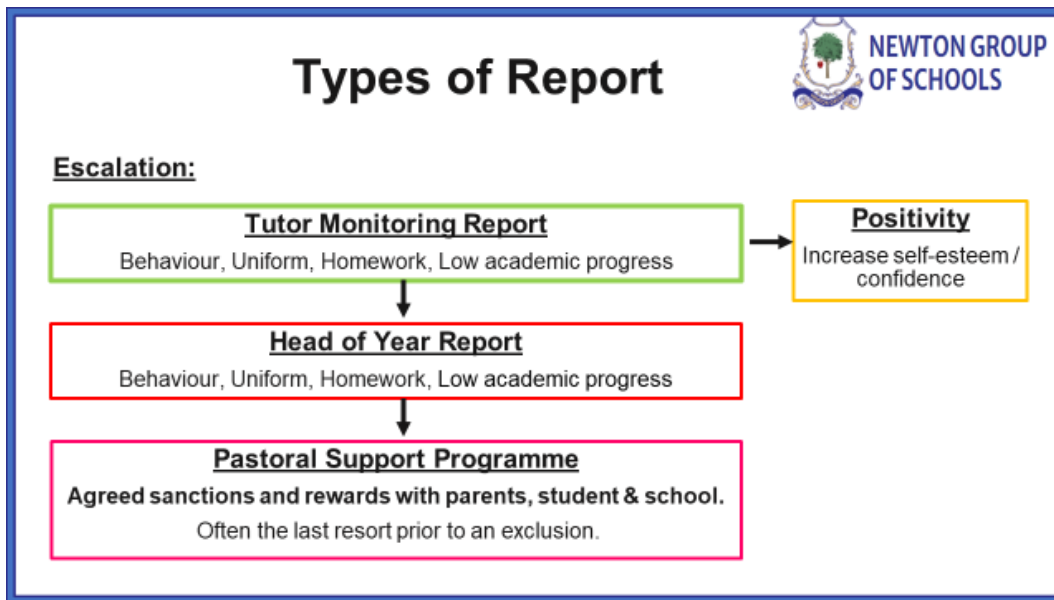 Types of Report
NEWTON GROUP
OF SCHOOLS
Escalation:
Tutor Monitoring Report
Behaviour, Uniform, Homework, Low academic progress
Positivity
Increase self-esteem /
confidence
Head of Year Report
Behaviour, Uniform, Homework, Low academic progress
Pastoral Support Programme
Agreed sanctions and rewards with parents, student & school.
Often the last resort prior to an exclusion.